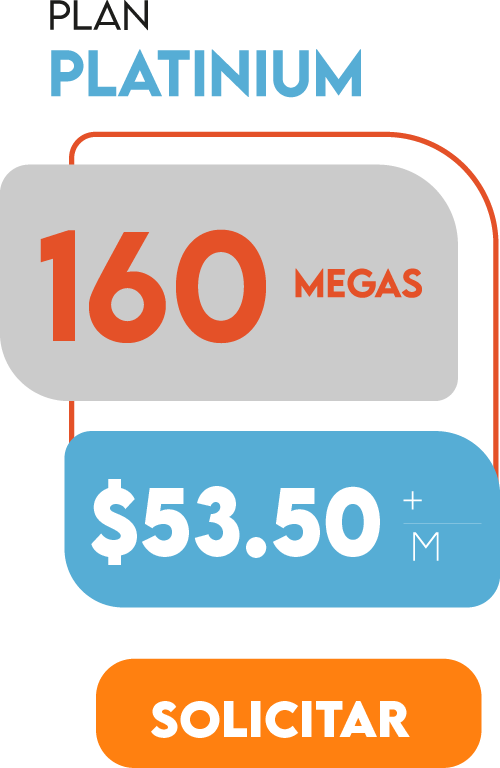 PLAN
PLATINIUM
160 MEGAS
$53.50 +
M
SOLICITAR